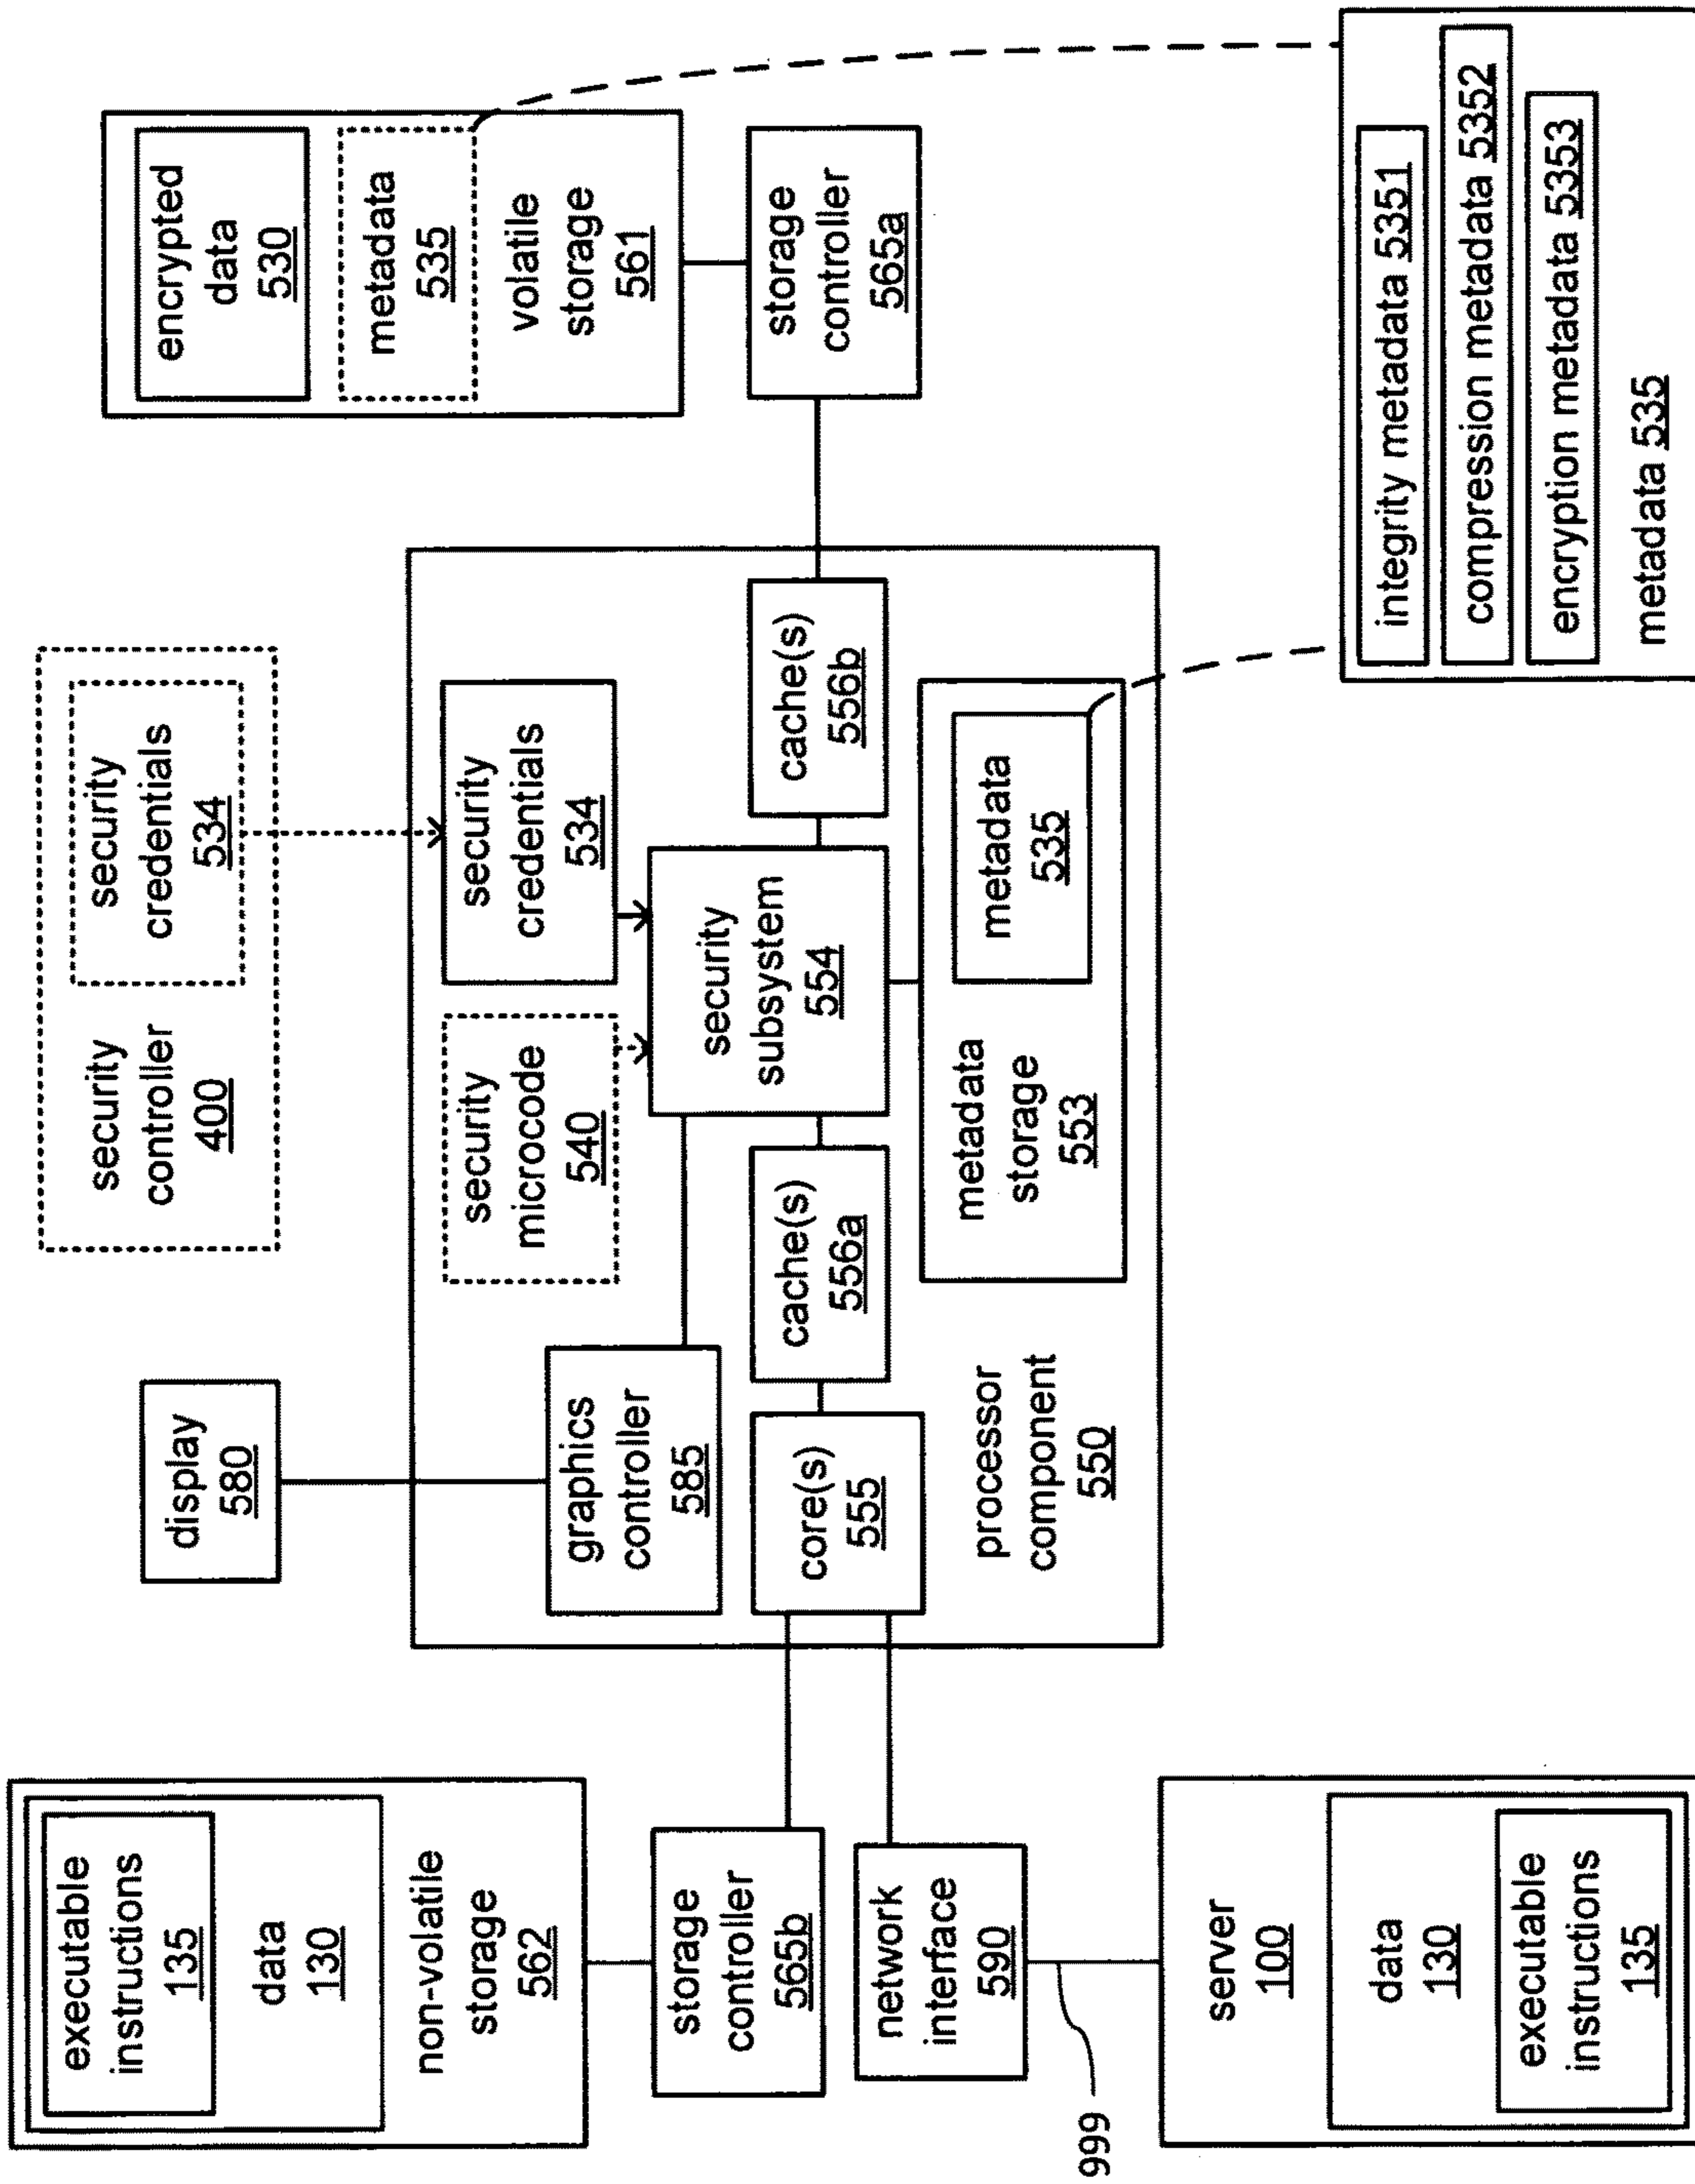 executable
instructions
135
data
130
non-volatile
storage
562
storage
controller
565b
network
interface
590
999
server
100
data
130
executable
instructions
135
display
580
graphics
controller
585
core(s)
555
processor
component
550
security
controller
400
security
credentials
534
security
microcode
540
security
credentials
534
cache(s)
556a
security
subsystem
554
cache(s)
556b
metadata
storage
553
metadata
535
encrypted
data
530
metadata
535
volatile
storage
561
storage
controller
565a
integrity metadata 5351
compression metadata 5352
encryption metadata 5353
metadata 535